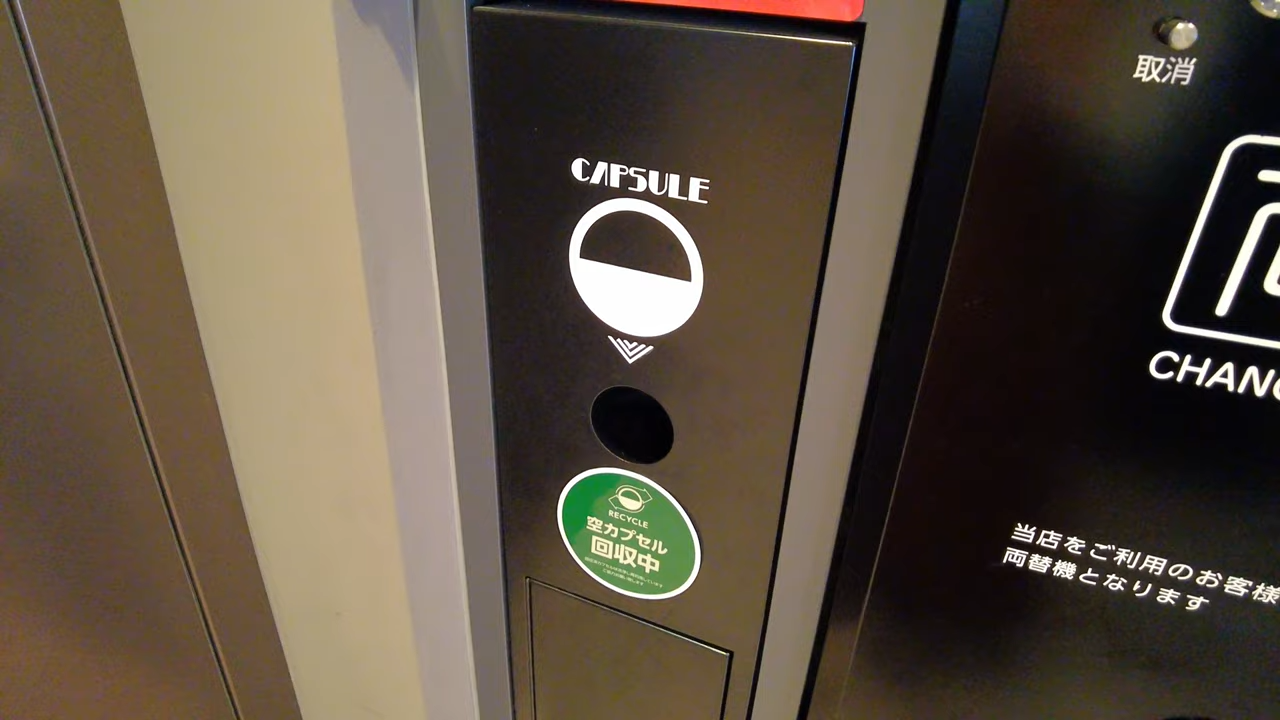 CAPSULE
RECYCLE
空カプセル
回収中
取消
両
CHANG
当店をご利用のお客様
両替機となります